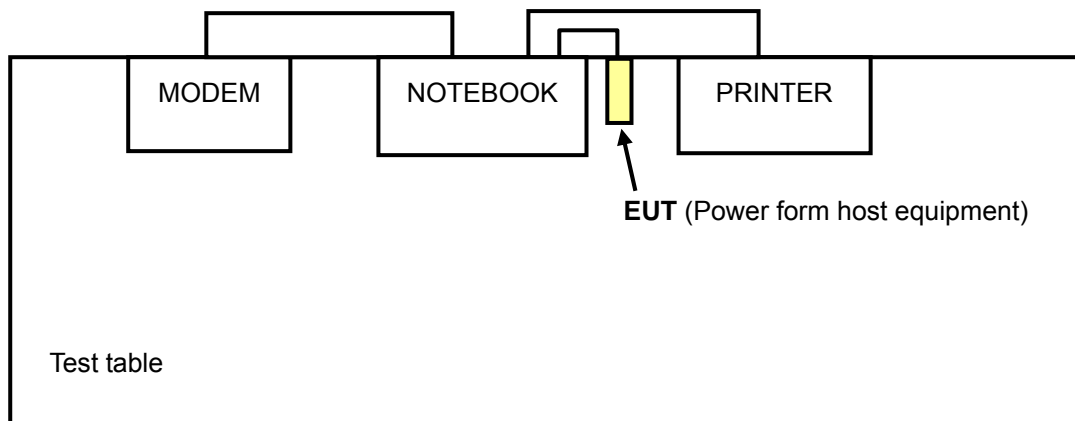 MODEM
NOTEBOOK
PRINTER
EUT (Power form host equipment)
Test table